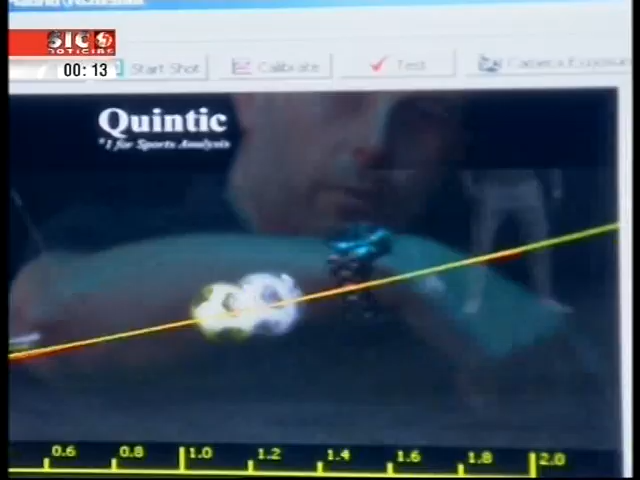 SIC
NOTÍCIAS
00:13
Start Shot
Calibrate
Test
Camera Exposure
Quintic
#1 for Sports Analysis
0.6 0.8 1.0 1.2 1.4 1.6 1.8 2.0